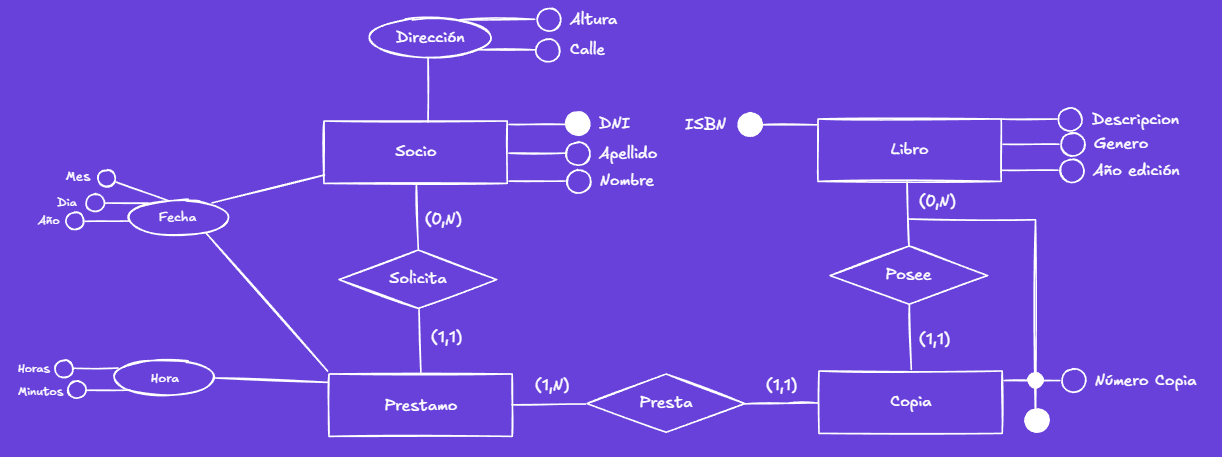 Altura
Dirección
Calle
DNI
Socio
Apellido
Nombre
ISBN
Descripcion
Libro
Genero
Año edición
Mes
Dia
Año
Fecha
(0,N)
(0,N)
Solicita
Posee
(1,1)
(1,1)
Horas
Minutos
Hora
Prestamo
(1,N)
Presta
(1,1)
Copia
Número Copia